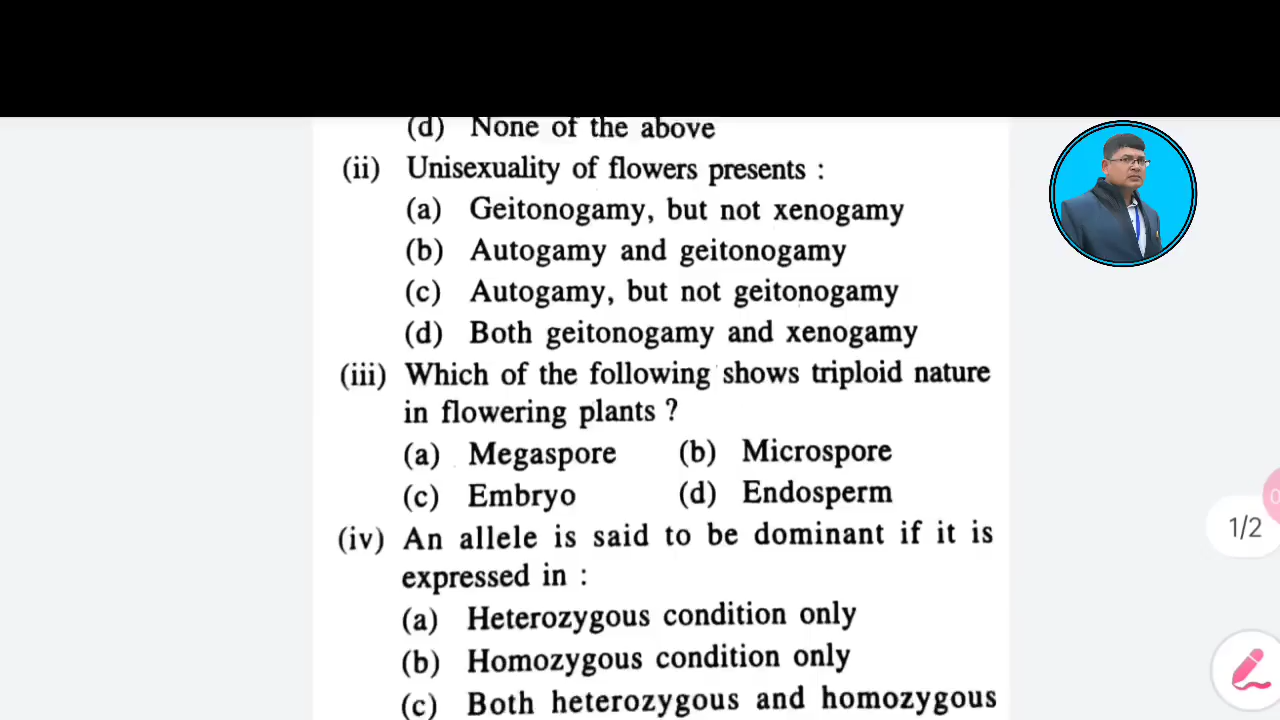 (d) None of the above
(ii) Unisexuality of flowers presents :
(a) Geitonogamy, but not xenogamy
(b) Autogamy and geitonogamy
(c) Autogamy, but not geitonogamy
(d) Both geitonogamy and xenogamy
(iii) Which of the following shows triploid nature
in flowering plants ?
(a) Megaspore (b) Microspore
(c) Embryo (d) Endosperm
(iv) An allele is said to be dominant if it is
expressed in :
(a) Heterozygous condition only
(b) Homozygous condition only
(c) Both heterozygous and homozygous
1/2